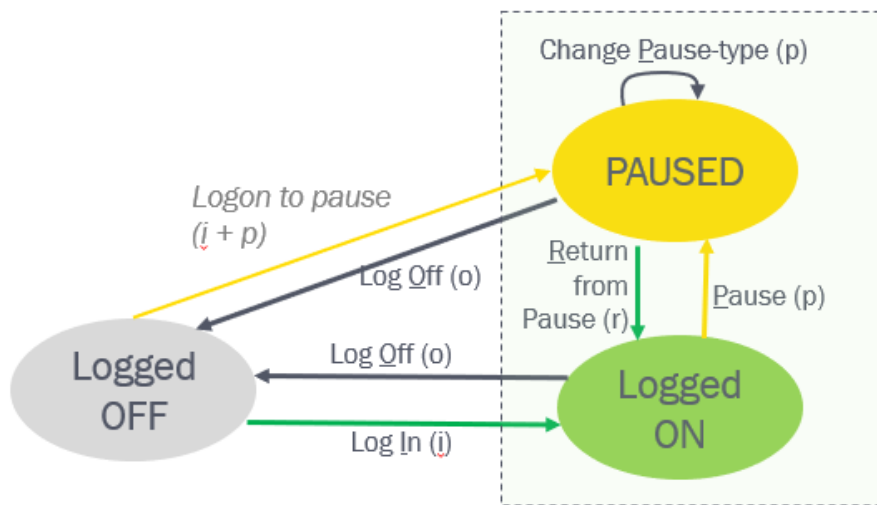 Change Pause-type (p)
PAUSED
Logon to pause
(i + p)
Log Off (o)
Return
from
Pause (r)
Pause (p)
Logged
OFF
Log Off (o)
Logged
ON
Log In (i)